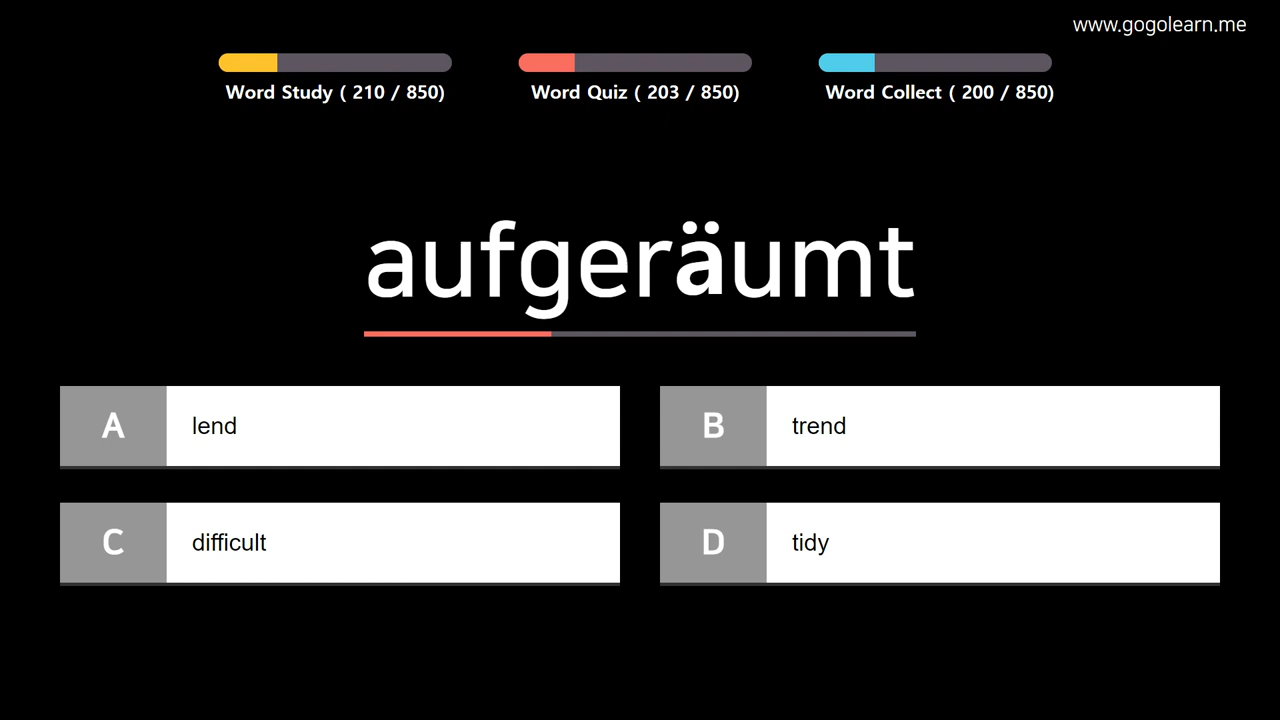 www.gogolearn.me
Word Study ( 210 / 850)
Word Quiz ( 203 / 850)
Word Collect ( 200 / 850)
aufgeräumt
A lend
B trend
C difficult
D tidy